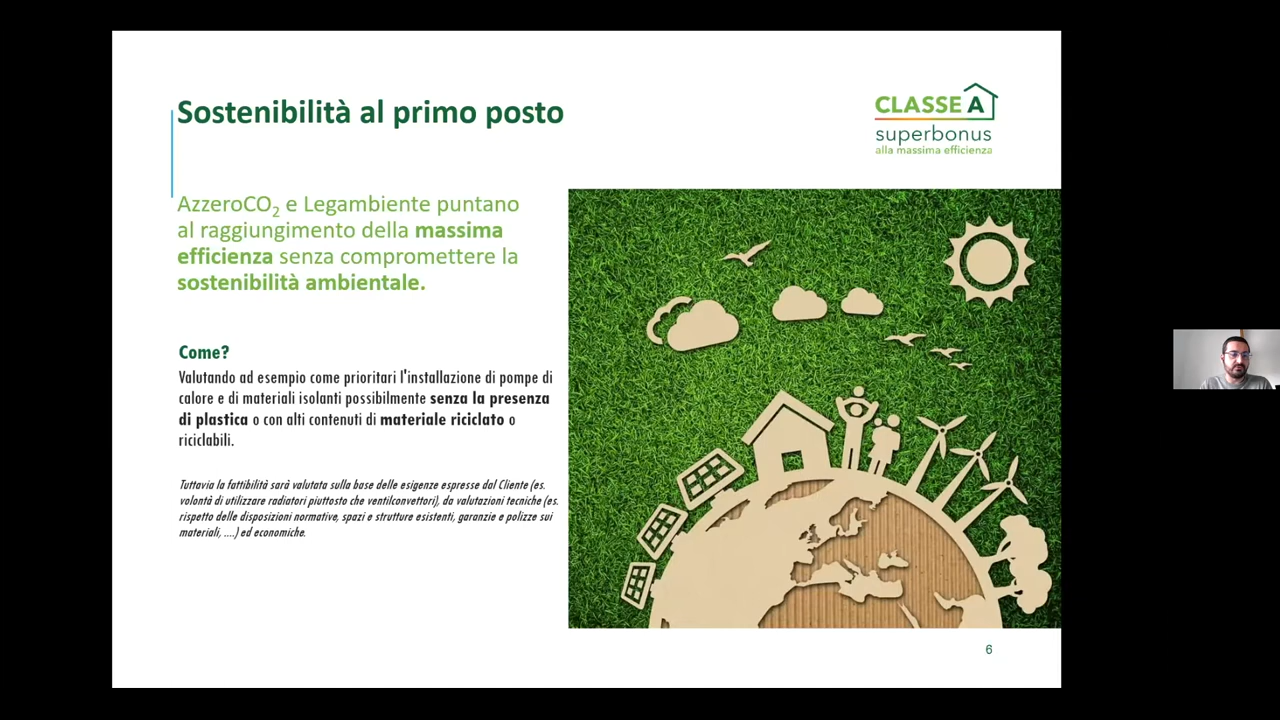 Sostenibilità al primo posto
CLASSE A
superbonus
alla massima efficienza
AzzeroCO2 e Legambiente puntano
al raggiungimento della massima
efficienza senza compromettere la
sostenibilità ambientale.
Come?
Valutando ad esempio come prioritari l'installazione di pompe di
calore e di materiali isolanti possibilmente senza la presenza
di plastica o con alti contenuti di materiale riciclato o
riciclabili.
Tuttavia la fattibilità sarà valutata sulla base delle esigenze espresse dal Cliente (es.
volontà di utilizzare radiatori piuttosto che ventilconvettori), da valutazioni tecniche (es.
rispetto delle disposizioni normative, spazi e strutture esistenti, garanzie e polizze sui
materiali, ....) ed economiche.
6